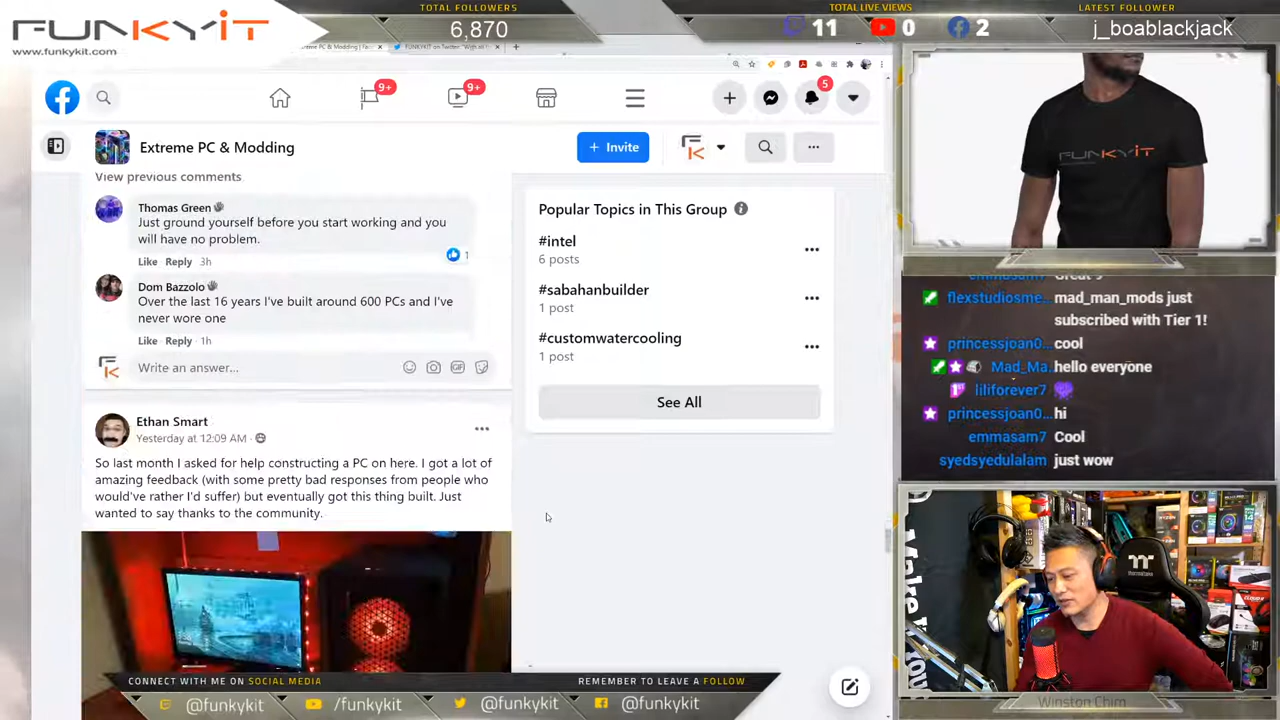 FUNKYIT
www.funkykit.com
TOTAL FOLLOWERS
6,870
TOTAL LIVE VIEWS
11
0
2
LATEST FOLLOWER
j_boablackjack
9+
9+
5
Extreme PC & Modding
+ Invite
View previous comments
Thomas Green
Just ground yourself before you start working and you
will have no problem.
1
Like Reply 3h
Dom Bazzolo
Over the last 16 years I've built around 600 PCs and I've
never wore one
Like · Reply · 1h
Write an answer...
GIF
Ethan Smart
Yesterday at 12:09 AM ·
So last month I asked for help constructing a PC on here. I got a lot of
amazing feedback (with some pretty bad responses from people who
would've rather I'd suffer) but eventually got this thing built. Just
wanted to say thanks to the community.
Popular Topics in This Group
#intel
6 posts
#sabahanbuilder
1 post
#customwatercooling
1 post
See All
FUNKYIT
flexstudiosme... mad_man_mods just
subscribed with Tier 1!
princessjoan0... cool
Mad_Ma... hello everyone
liliforever7
princessjoan0... hi
emmasam7 Cool
syedsyedulalam just wow
Winston Chim
CONNECT WITH ME ON SOCIAL MEDIA
REMEMBER TO LEAVE A FOLLOW
@funkykit
/funkykit
@funkykit
@funkykit